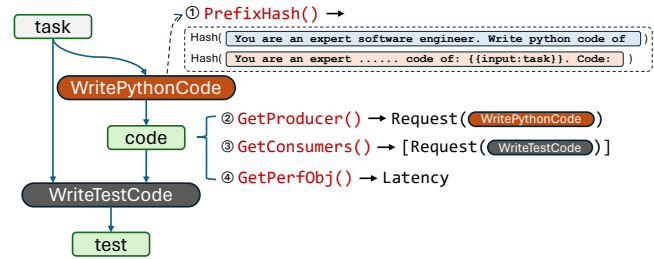 task
① PrefixHash() →
Hash( You are an expert software engineer. Write python code of )
Hash( You are an expert ...... code of: {{input:task}}. Code: )
WritePythonCode
② GetProducer() → Request(WritePythonCode)
code
③ GetConsumers() → [Request(WriteTestCode)]
④ GetPerfObj() → Latency
WriteTestCode
test